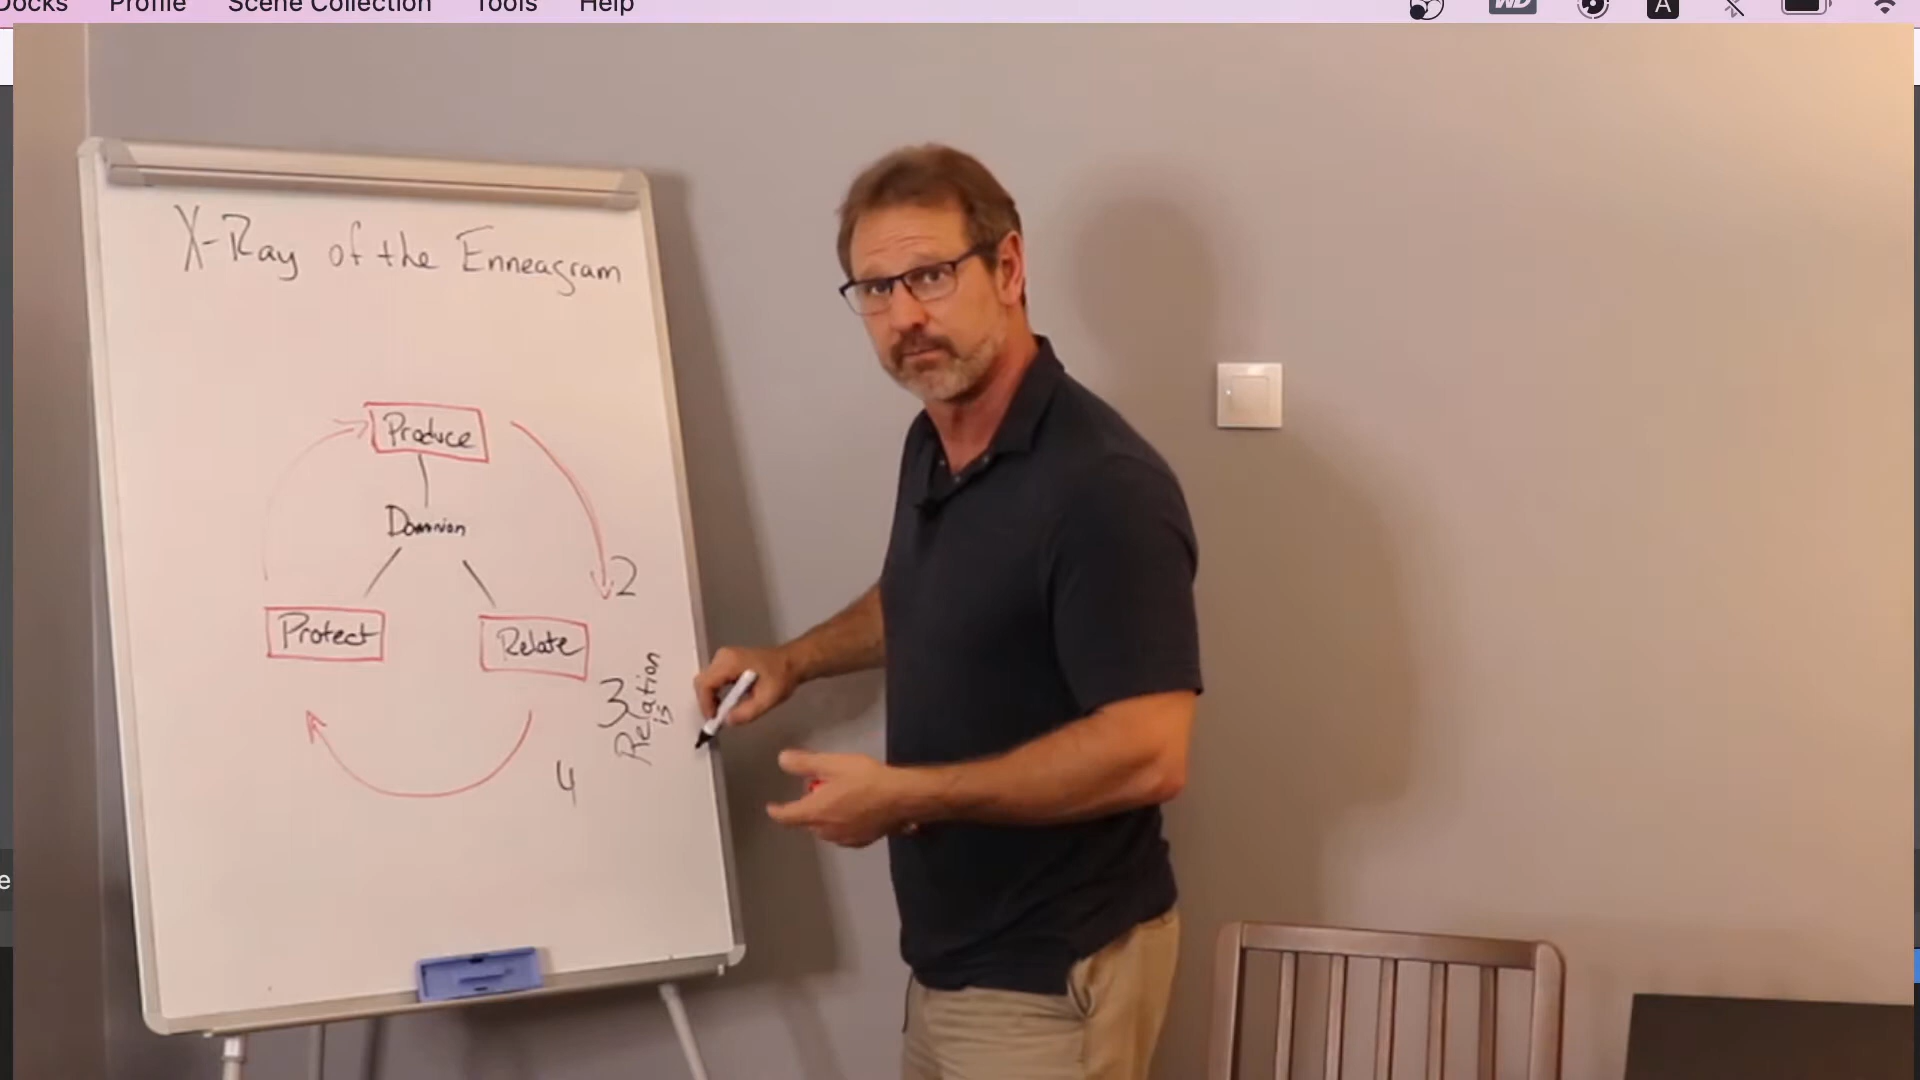 Docks Profile Scene Collection Tools Help
WD
A
X-Ray of the Enneagram
Produce
Dominion
2
Protect
Relate
3
Relation
is
4
e